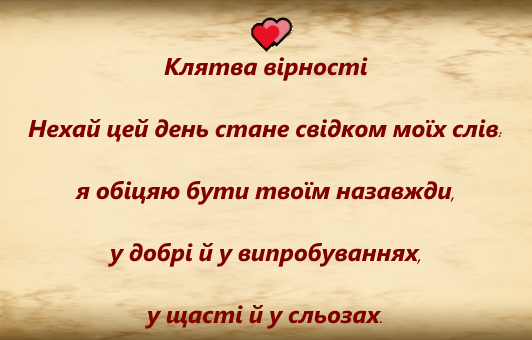 Клятва вірності
Нехай цей день стане свідком моїх слів:
я обіцяю бути твоїм назавжди,
у добрі й у випробуваннях,
у щасті й у сльозах.